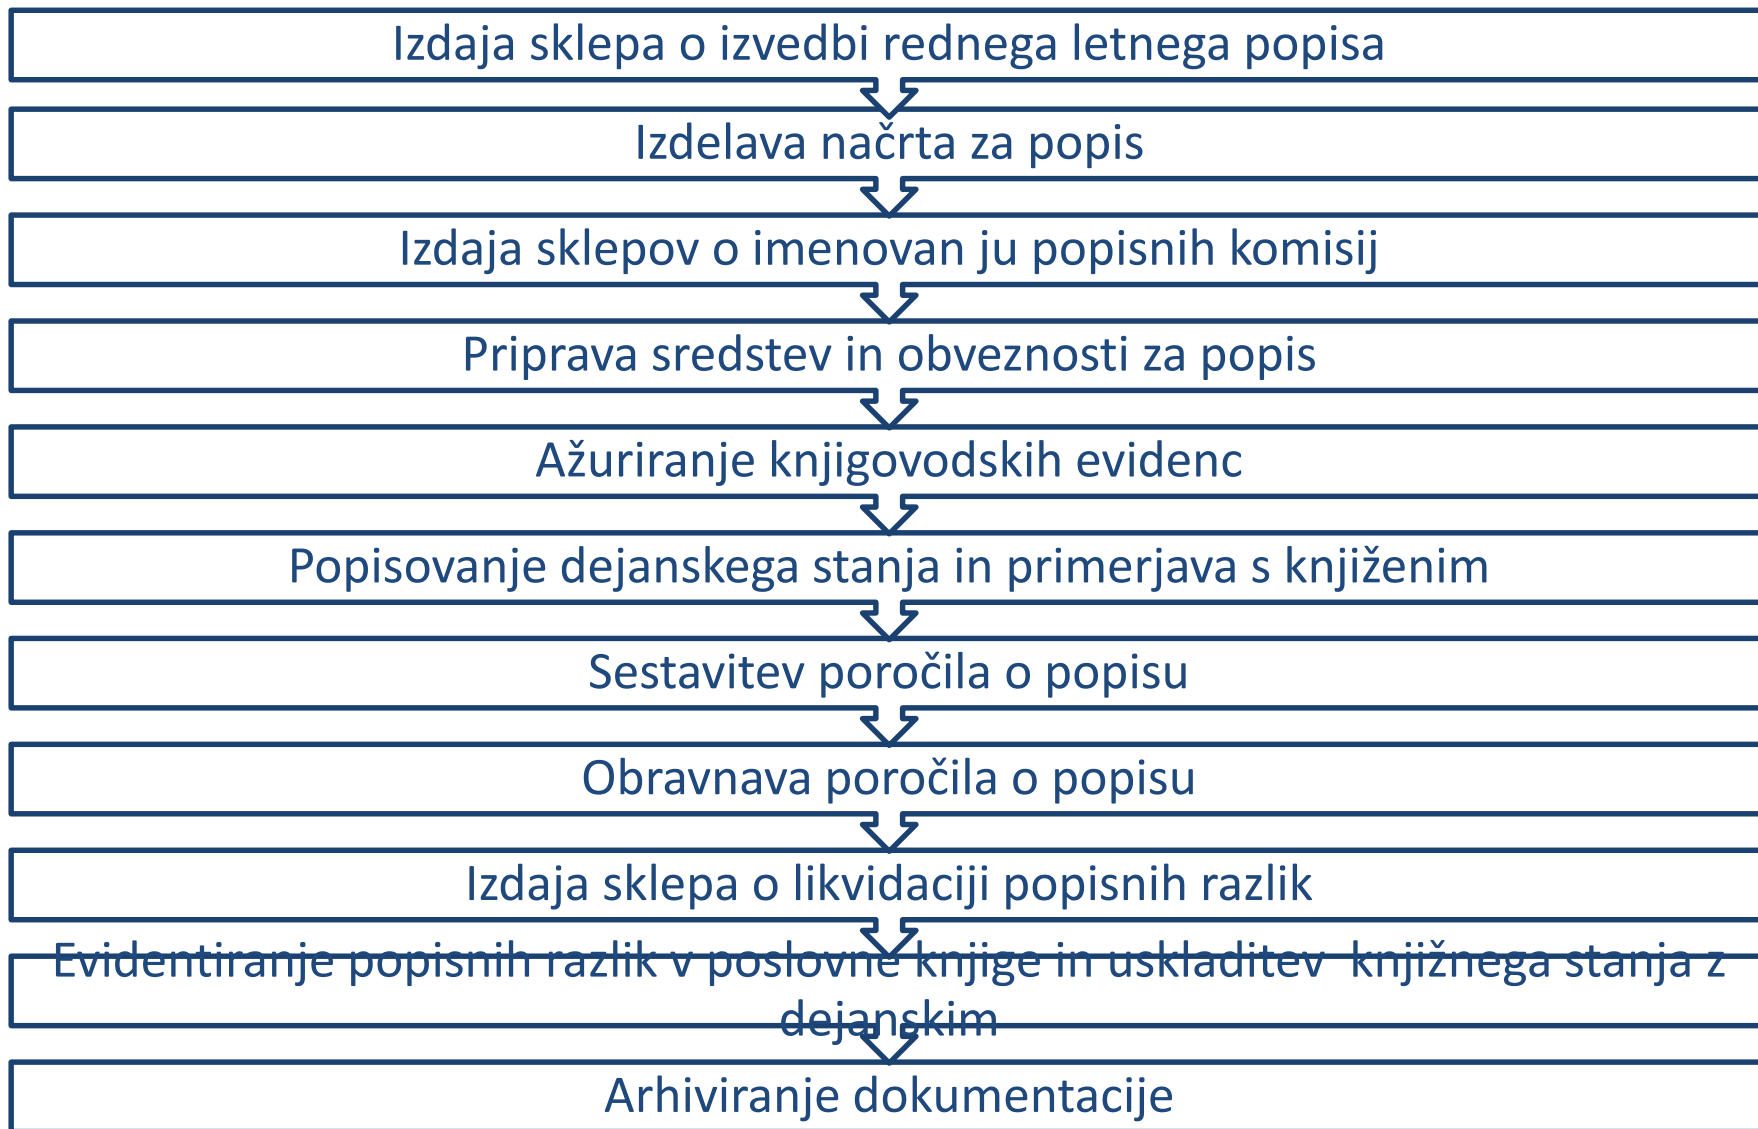 Izdaja sklepa o izvedbi rednega letnega popisa
Izdelava načrta za popis
Izdaja sklepov o imenovan ju popisnih komisij
Priprava sredstev in obveznosti za popis
Ažuriranje knjigovodskih evidenc
Popisovanje dejanskega stanja in primerjava s knjiženim
Sestavitev poročila o popisu
Obravnava poročila o popisu
Izdaja sklepa o likvidaciji popisnih razlik
Evidentiranje popisnih razlik v poslovne knjige in uskladitev  knjižnega stanja z
dejanskim
Arhiviranje dokumentacije